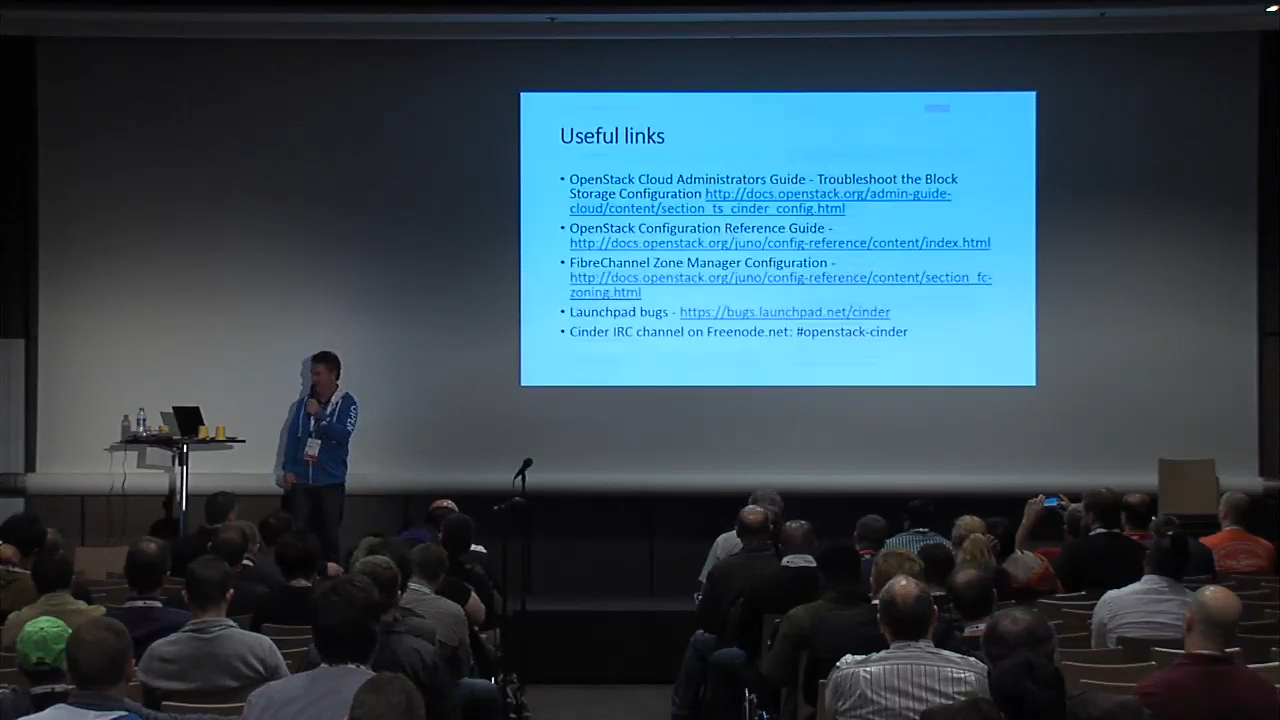 Useful links
• OpenStack Cloud Administrators Guide - Troubleshoot the Block
Storage Configuration http://docs.openstack.org/admin-guide-
cloud/content/section_ts_cinder_config.html
• OpenStack Configuration Reference Guide -
http://docs.openstack.org/juno/config-reference/content/index.html
• FibreChannel Zone Manager Configuration -
http://docs.openstack.org/juno/config-reference/content/section_fc-
zoning.html
• Launchpad bugs - https://bugs.launchpad.net/cinder
• Cinder IRC channel on Freenode.net: #openstack-cinder
OPEN